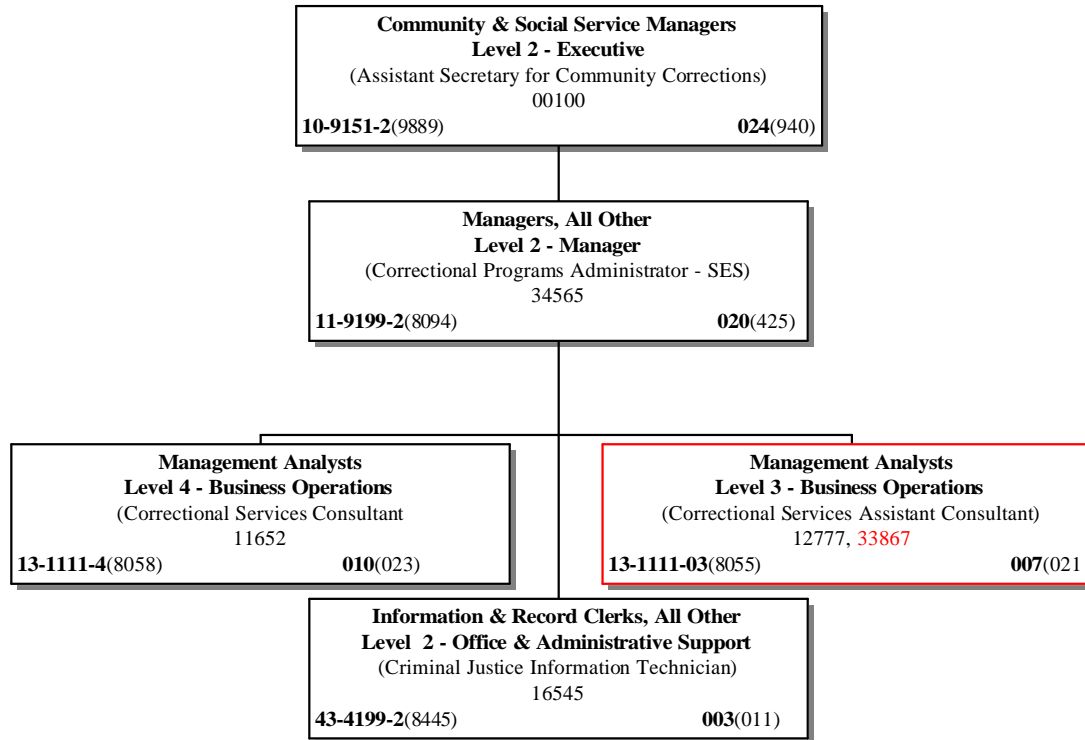 Community & Social Service Managers
Level 2 - Executive
(Assistant Secretary for Community Corrections)
00100
10-9151-2(9889) 024(940)
Managers, All Other
Level 2 - Manager
(Correctional Programs Administrator - SES)
34565
11-9199-2(8094) 020(425)
Management Analysts
Level 4 - Business Operations
(Correctional Services Consultant
11652
13-1111-4(8058) 010(023)
Management Analysts
Level 3 - Business Operations
(Correctional Services Assistant Consultant)
12777, 33867
13-1111-03(8055) 007(021
Information & Record Clerks, All Other
Level 2 - Office & Administrative Support
(Criminal Justice Information Technician)
16545
43-4199-2(8445) 003(011)